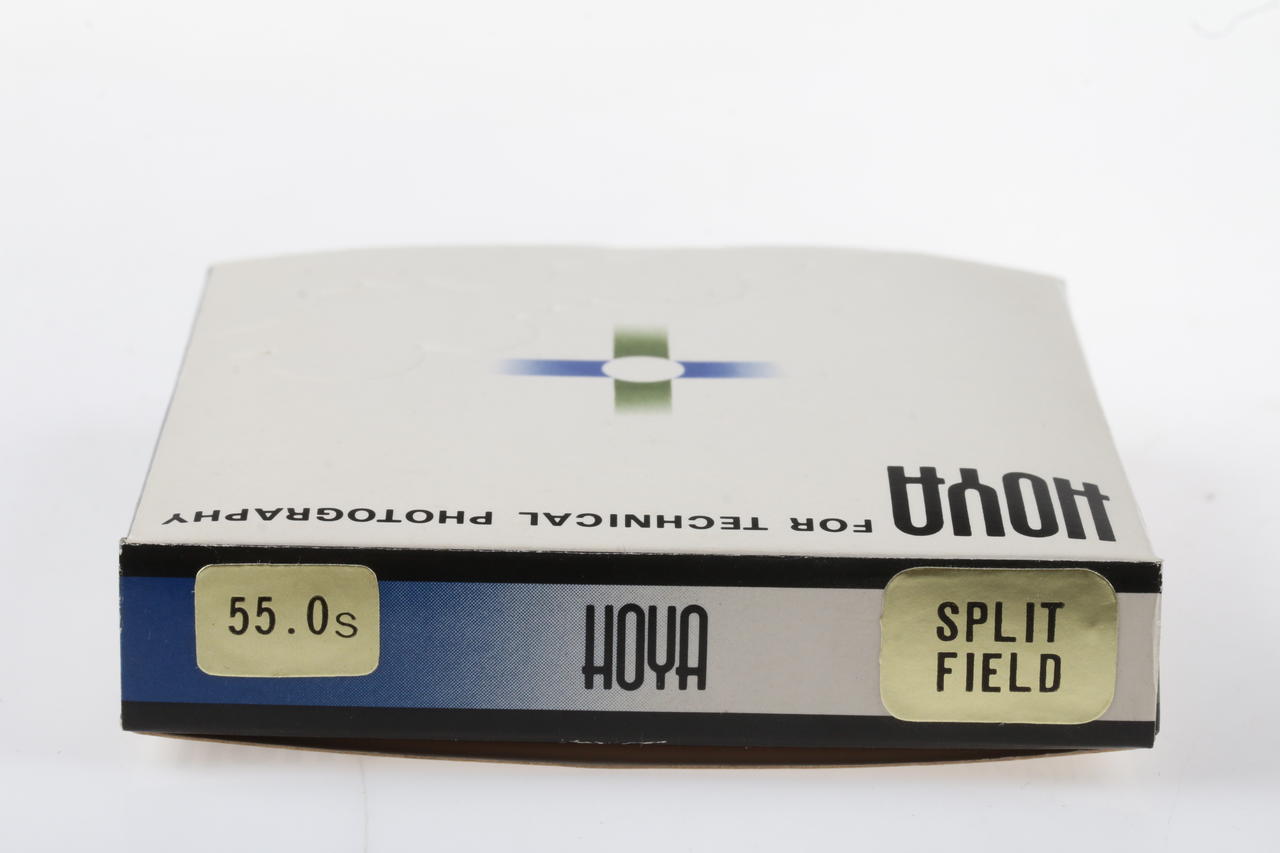 HOYA FOR TECHNICAL PHOTOGRAPHY
55.0s
HOYA
SPLIT
FIELD